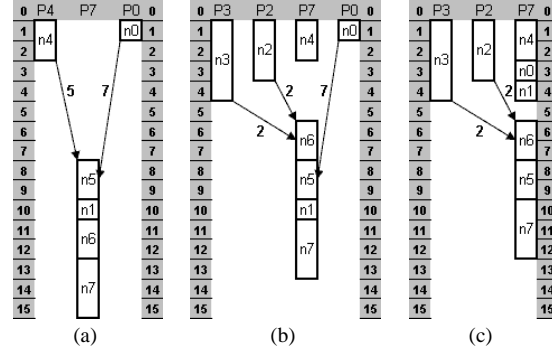 0 P4 P7 P0 0
1 n4 n0 1
2 2
3 3
4 5 7 4
5 5
6 6
7 7
8 n5 8
9 9
10 n1 10
11 n6 11
12 12
13 n7 13
14 14
15 15
(a)
0 P3 P2 P7 P0 0
1 n3 n2 n4 n0 1
2 2
3 3
4 2 7 4
5 2 5
6 n6 6
7 7
8 n5 8
9 9
10 n1 10
11 n7 11
12 12
13 13
14 14
15 15
(b)
0 P3 P2 P7 0
1 n3 n2 n4 1
2 2
3 n0 3
4 2 n1 4
5 2 5
6 n6 6
7 7
8 n5 8
9 9
10 n7 10
11 11
12 12
13 13
14 14
15 15
(c)